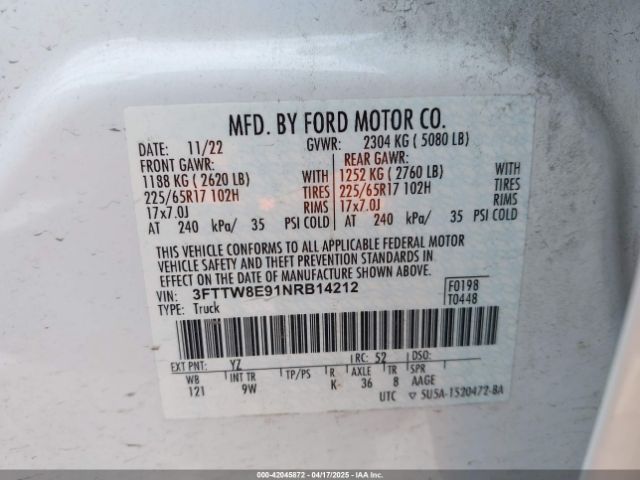 MFD. BY FORD MOTOR CO.
DATE: 11/22 GVWR: 2304 KG ( 5080 LB)
FRONT GAWR: REAR GAWR:
1188 KG ( 2620 LB) WITH 1252 KG ( 2760 LB) WITH
225/65R17 102H TIRES 225/65R17 102H TIRES
17x7.0J RIMS 17x7.0J RIMS
AT 240 kPa/ 35 PSI COLD AT 240 kPa/ 35 PSI COLD
THIS VEHICLE CONFORMS TO ALL APPLICABLE FEDERAL MOTOR
VEHICLE SAFETY AND THEFT PREVENTION STANDARDS IN
EFFECT ON THE DATE OF MANUFACTURE SHOWN ABOVE.
VIN: 3FTTW8E91NRB14212 F0198
TYPE: Truck T0448
EXT PNT: YZ RC: 52 DSO:
WB INT TR TP/PS R AXLE TR SPR
121 9W K 36 8 AAGE
UTC ▽ 5U5A-1520472-BA
000-42045872 - 04/17/2025 - IAAI.COM